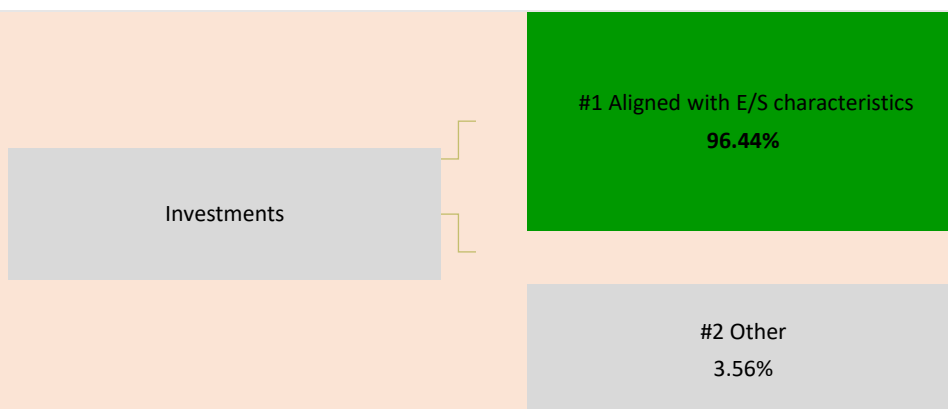 #1 Aligned with E/S characteristics
96.44%
Investments
#2 Other
3.56%